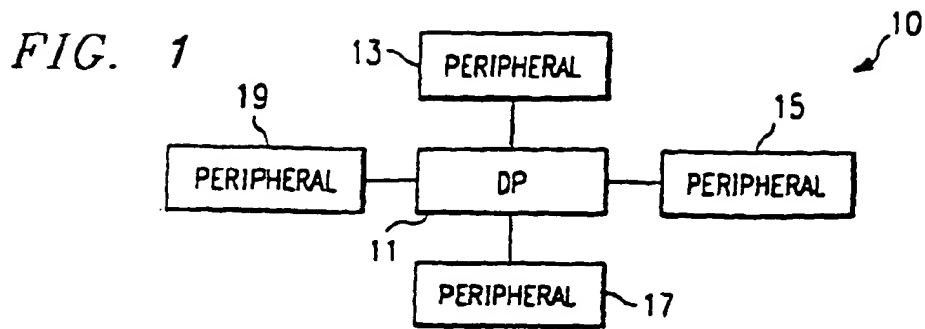 FIG. 1
10
13
PERIPHERAL
19
15
PERIPHERAL
DP
PERIPHERAL
11
PERIPHERAL
17